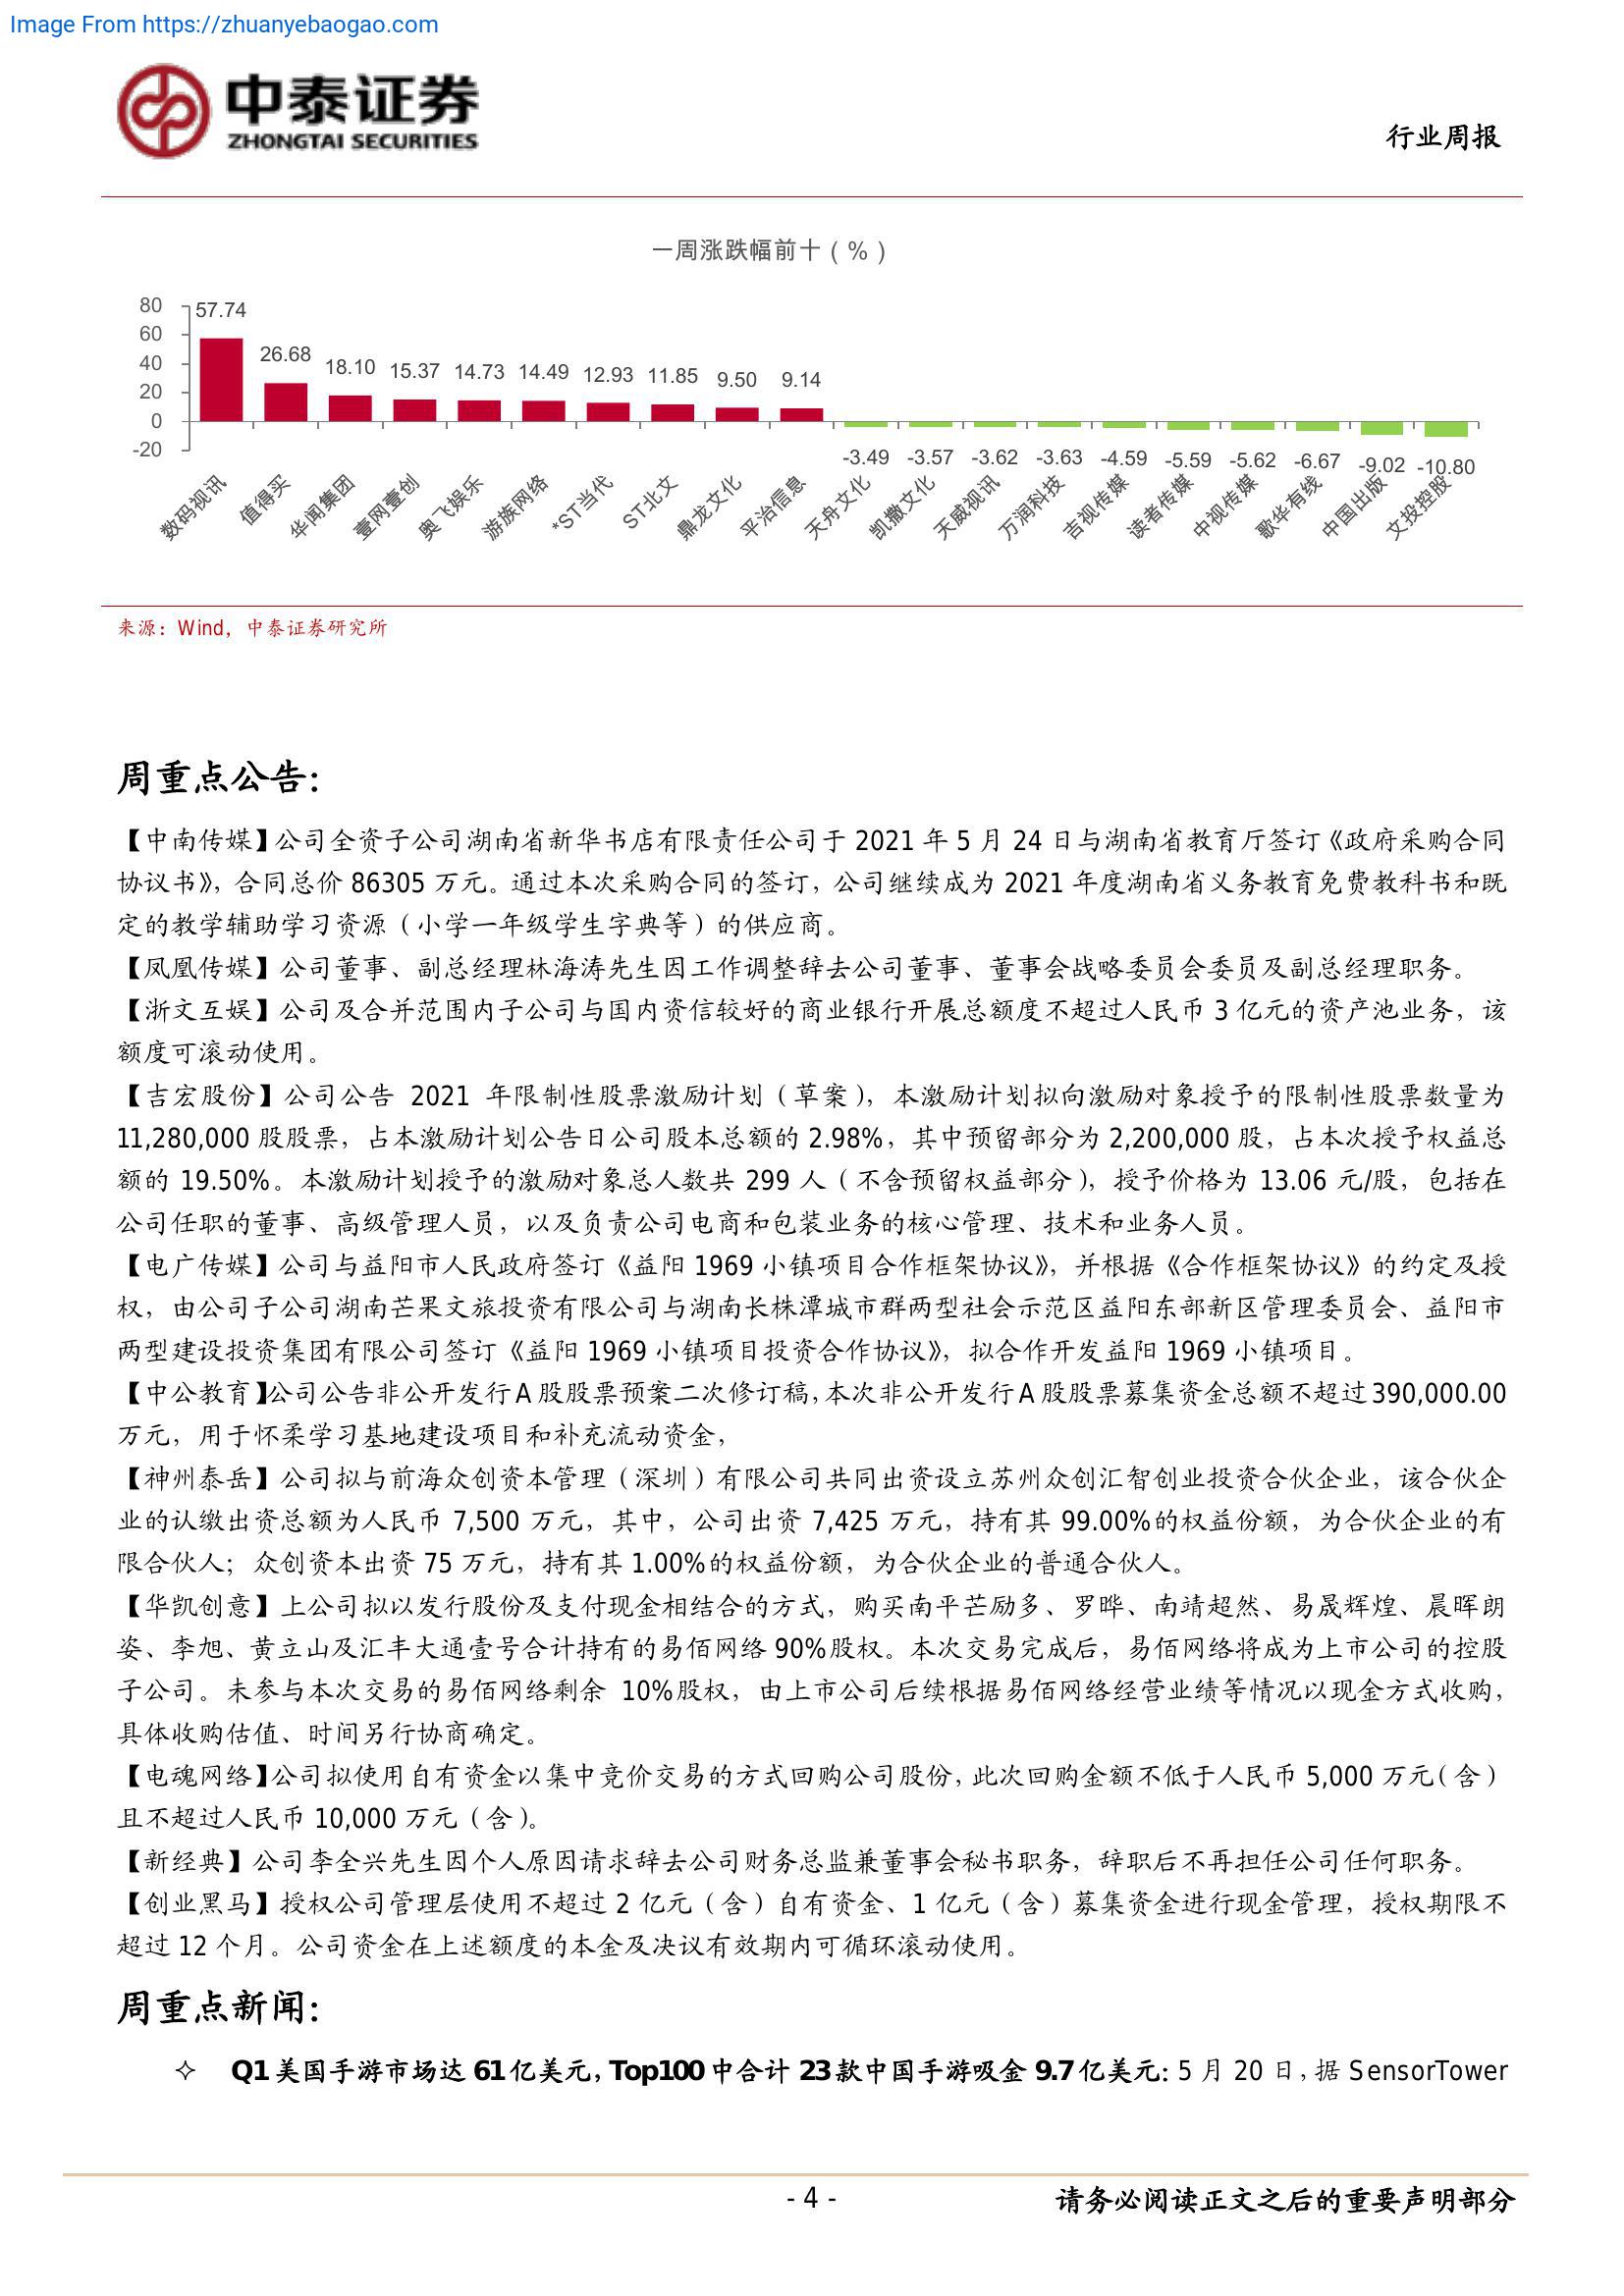 Image From https://zhuanyebaogao.com
中泰证券
ZHONGTAI SECURITIES
行业周报
一周涨跌幅前十（%）
80
60
40
20
0
-20
57.74
26.68
18.10
15.37
14.73
14.49
12.93
11.85
9.50
9.14
-3.49
-3.57
-3.62
-3.63
-4.59
-5.59
-5.62
-6.67
-9.02
-10.80
数码视讯
值得买
华闻集团
壹网壹创
奥飞娱乐
游族网络
*ST当代
ST北文
鼎龙文化
平治信息
天舟文化
凯撒文化
天威视讯
万润科技
吉视传媒
读者传媒
中视传媒
歌华有线
中国出版
文投控股
来源：Wind，中泰证券研究所
周重点公告：
【中南传媒】公司全资子公司湖南省新华书店有限责任公司于 2021 年 5 月 24 日与湖南省教育厅签订《政府采购合同
协议书》，合同总价 86305 万元。通过本次采购合同的签订，公司继续成为 2021 年度湖南省义务教育免费教科书和既
定的教学辅助学习资源（小学一年级学生字典等）的供应商。
【凤凰传媒】公司董事、副总经理林海涛先生因工作调整辞去公司董事、董事会战略委员会委员及副总经理职务。
【浙文互娱】公司及合并范围内子公司与国内资信较好的商业银行开展总额度不超过人民币 3 亿元的资产池业务，该
额度可滚动使用。
【吉宏股份】公司公告 2021 年限制性股票激励计划（草案），本激励计划拟向激励对象授予的限制性股票数量为
11,280,000 股股票，占本激励计划公告日公司股本总额的 2.98%，其中预留部分为 2,200,000 股，占本次授予权益总
额的 19.50%。本激励计划授予的激励对象总人数共 299 人（不含预留权益部分），授予价格为 13.06 元/股，包括在
公司任职的董事、高级管理人员，以及负责公司电商和包装业务的核心管理、技术和业务人员。
【电广传媒】公司与益阳市人民政府签订《益阳 1969 小镇项目合作框架协议》，并根据《合作框架协议》的约定及授
权，由公司子公司湖南芒果文旅投资有限公司与湖南长株潭城市群两型社会示范区益阳东部新区管理委员会、益阳市
两型建设投资集团有限公司签订《益阳 1969 小镇项目投资合作协议》，拟合作开发益阳 1969 小镇项目。
【中公教育】公司公告非公开发行 A 股股票预案二次修订稿，本次非公开发行 A 股股票募集资金总额不超过 390,000.00
万元，用于怀柔学习基地建设项目和补充流动资金，
【神州泰岳】公司拟与前海众创资本管理（深圳）有限公司共同出资设立苏州众创汇智创业投资合伙企业，该合伙企
业的认缴出资总额为人民币 7,500 万元，其中，公司出资 7,425 万元，持有其 99.00%的权益份额，为合伙企业的有
限合伙人；众创资本出资 75 万元，持有其 1.00%的权益份额，为合伙企业的普通合伙人。
【华凯创意】上公司拟以发行股份及支付现金相结合的方式，购买南平芒励多、罗晔、南靖超然、易晟辉煌、晨晖朗
姿、李旭、黄立山及汇丰大通壹号合计持有的易佰网络 90%股权。本次交易完成后，易佰网络将成为上市公司的控股
子公司。未参与本次交易的易佰网络剩余 10%股权，由上市公司后续根据易佰网络经营业绩等情况以现金方式收购，
具体收购估值、时间另行协商确定。
【电魂网络】公司拟使用自有资金以集中竞价交易的方式回购公司股份，此次回购金额不低于人民币 5,000 万元（含）
且不超过人民币 10,000 万元（含）。
【新经典】公司李全兴先生因个人原因请求辞去公司财务总监兼董事会秘书职务，辞职后不再担任公司任何职务。
【创业黑马】授权公司管理层使用不超过 2 亿元（含）自有资金、1 亿元（含）募集资金进行现金管理，授权期限不
超过 12 个月。公司资金在上述额度的本金及决议有效期内可循环滚动使用。
周重点新闻：
✧ Q1 美国手游市场达 61 亿美元，Top100 中合计 23 款中国手游吸金 9.7 亿美元：5 月 20 日，据 SensorTower
- 4 -
请务必阅读正文之后的重要声明部分